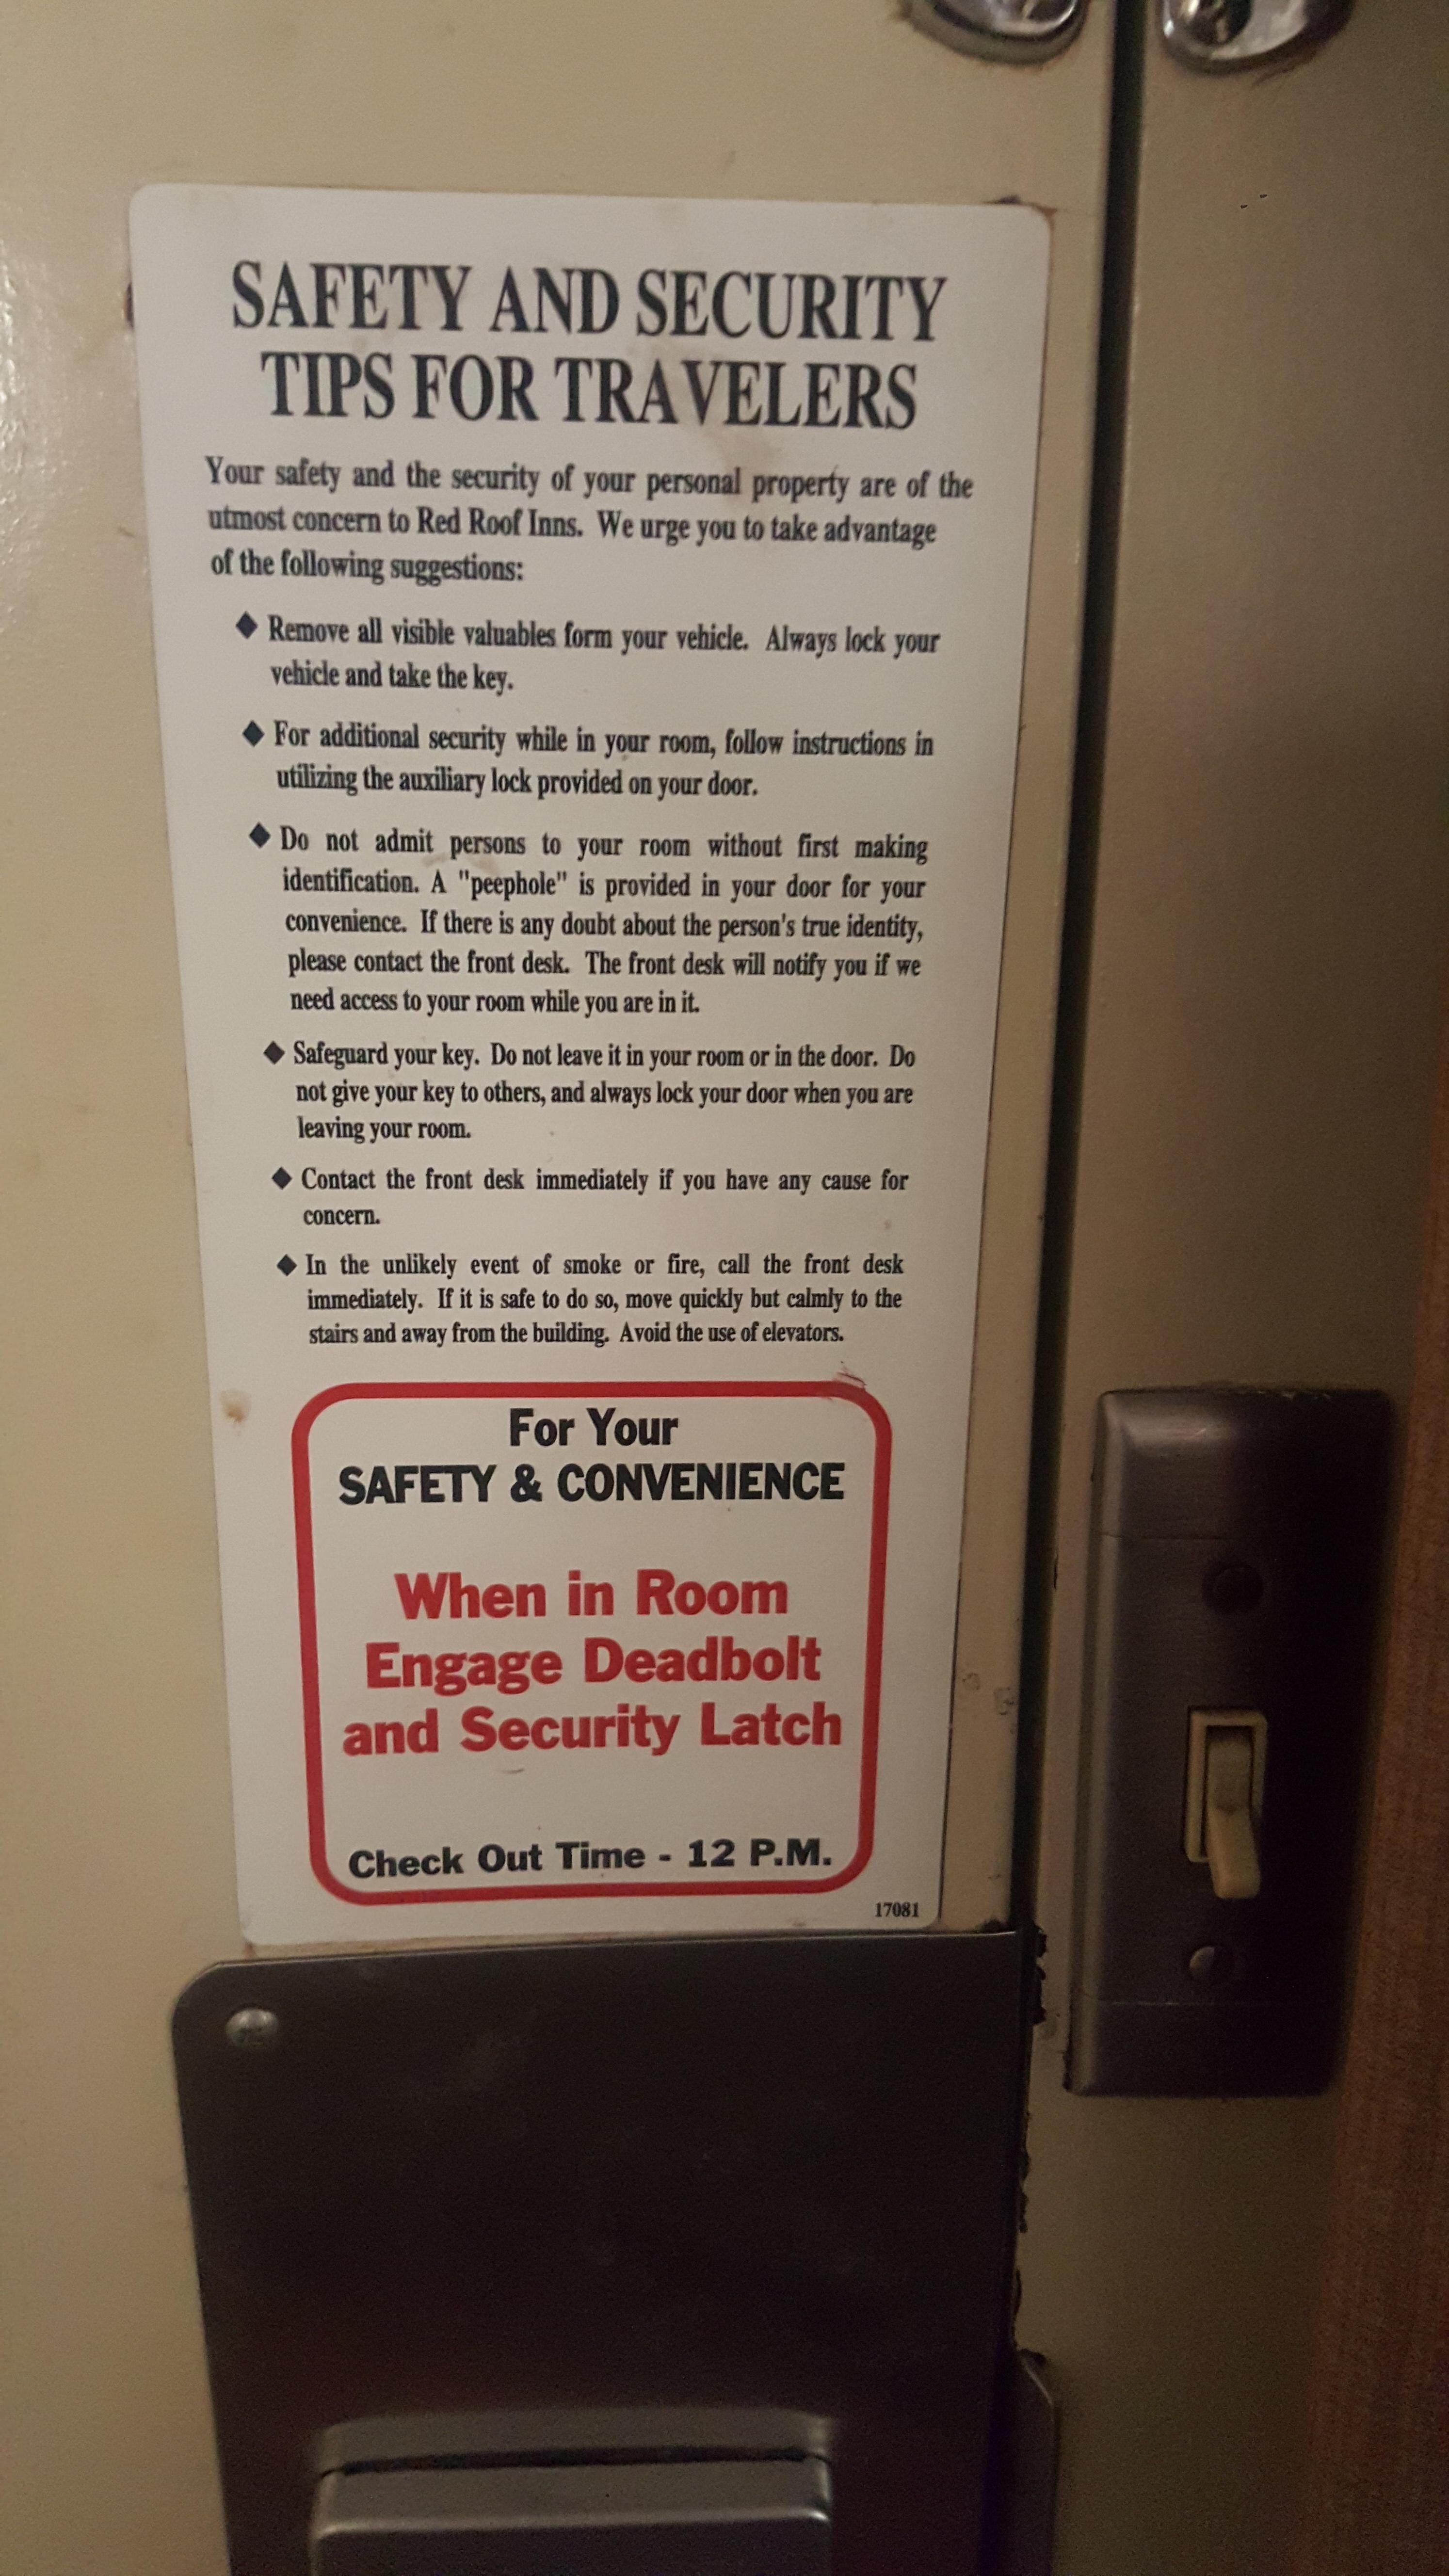 SAFETY AND SECURITY
TIPS FOR TRAVELERS
Your safety and the security of your personal property are of the
utmost concern to Red Roof Inns. We urge you to take advantage
of the following suggestions:
◆ Remove all visible valuables form your vehicle. Always lock your
vehicle and take the key.
◆ For additional security while in your room, follow instructions in
utilizing the auxiliary lock provided on your door.
◆ Do not admit persons to your room without first making
identification. A "peephole" is provided in your door for your
convenience. If there is any doubt about the person's true identity,
please contact the front desk. The front desk will notify you if we
need access to your room while you are in it.
◆ Safeguard your key. Do not leave it in your room or in the door. Do
not give your key to others, and always lock your door when you are
leaving your room.
◆ Contact the front desk immediately if you have any cause for
concern.
◆ In the unlikely event of smoke or fire, call the front desk
immediately. If it is safe to do so, move quickly but calmly to the
stairs and away from the building. Avoid the use of elevators.
For Your
SAFETY & CONVENIENCE
When in Room
Engage Deadbolt
and Security Latch
Check Out Time - 12 P.M.
17081